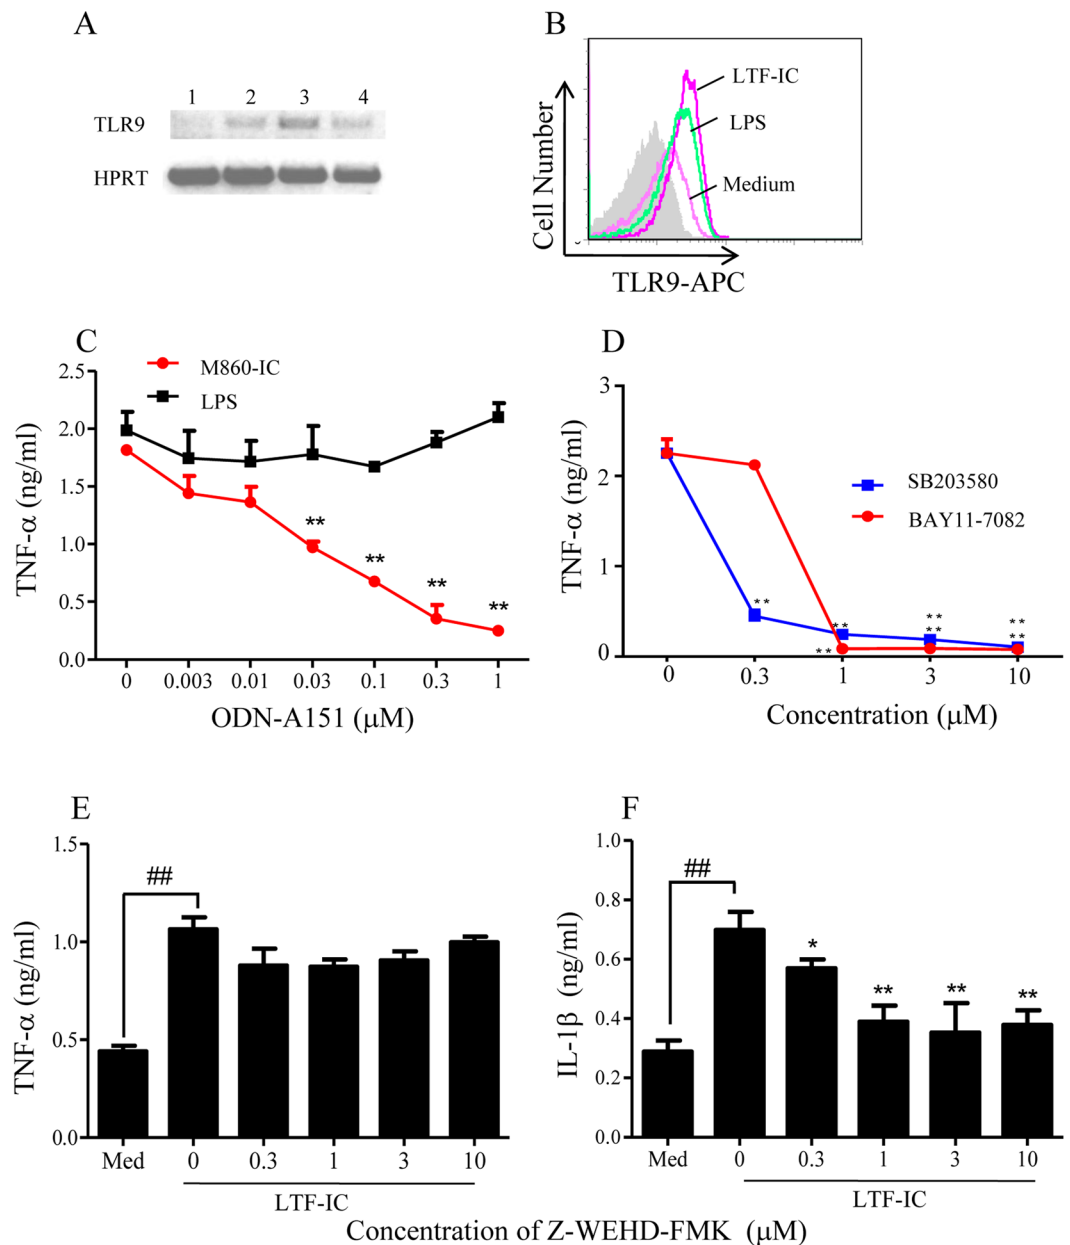 A
1 2 3 4
TLR9
HPRT
B
LTF-IC
LPS
Medium
Cell Number
TLR9-APC
C
M860-IC
LPS
TNF-α (ng/ml)
2.5
2.0
1.5
1.0
0.5
0.0
**
**
**
**
0 0.003 0.01 0.03 0.1 0.3 1
ODN-A151 (μM)
D
TNF-α (ng/ml)
3
2
1
0
SB203580
BAY11-7082
**
**
**
**
**
**
**
0 0.3 1 3 10
Concentration (μM)
E
TNF-α (ng/ml)
1.5
1.0
0.5
0.0
##
Med 0 0.3 1 3 10
LTF-IC
F
IL-1β (ng/ml)
1.0
0.8
0.6
0.4
0.2
0.0
##
*
**
**
**
Med 0 0.3 1 3 10
LTF-IC
Concentration of Z-WEHD-FMK (μM)